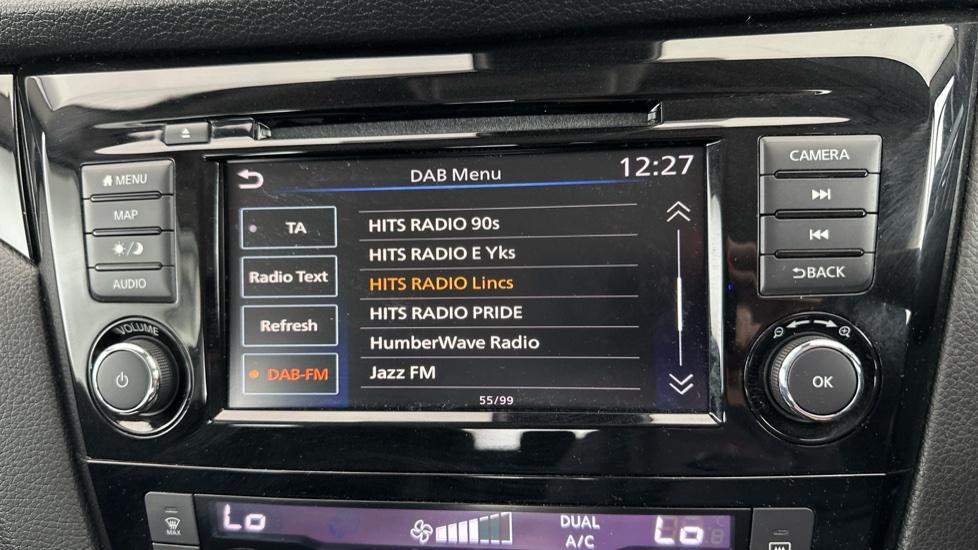 DAB Menu
12:27
TA
HITS RADIO 90s
HITS RADIO E Yks
Radio Text
HITS RADIO Lincs
HITS RADIO PRIDE
Refresh
HumberWave Radio
DAB-FM
Jazz FM
55/99
MENU
MAP
AUDIO
VOLUME
CAMERA
BACK
OK
MAX
Lo
DUAL
A/C
Lo